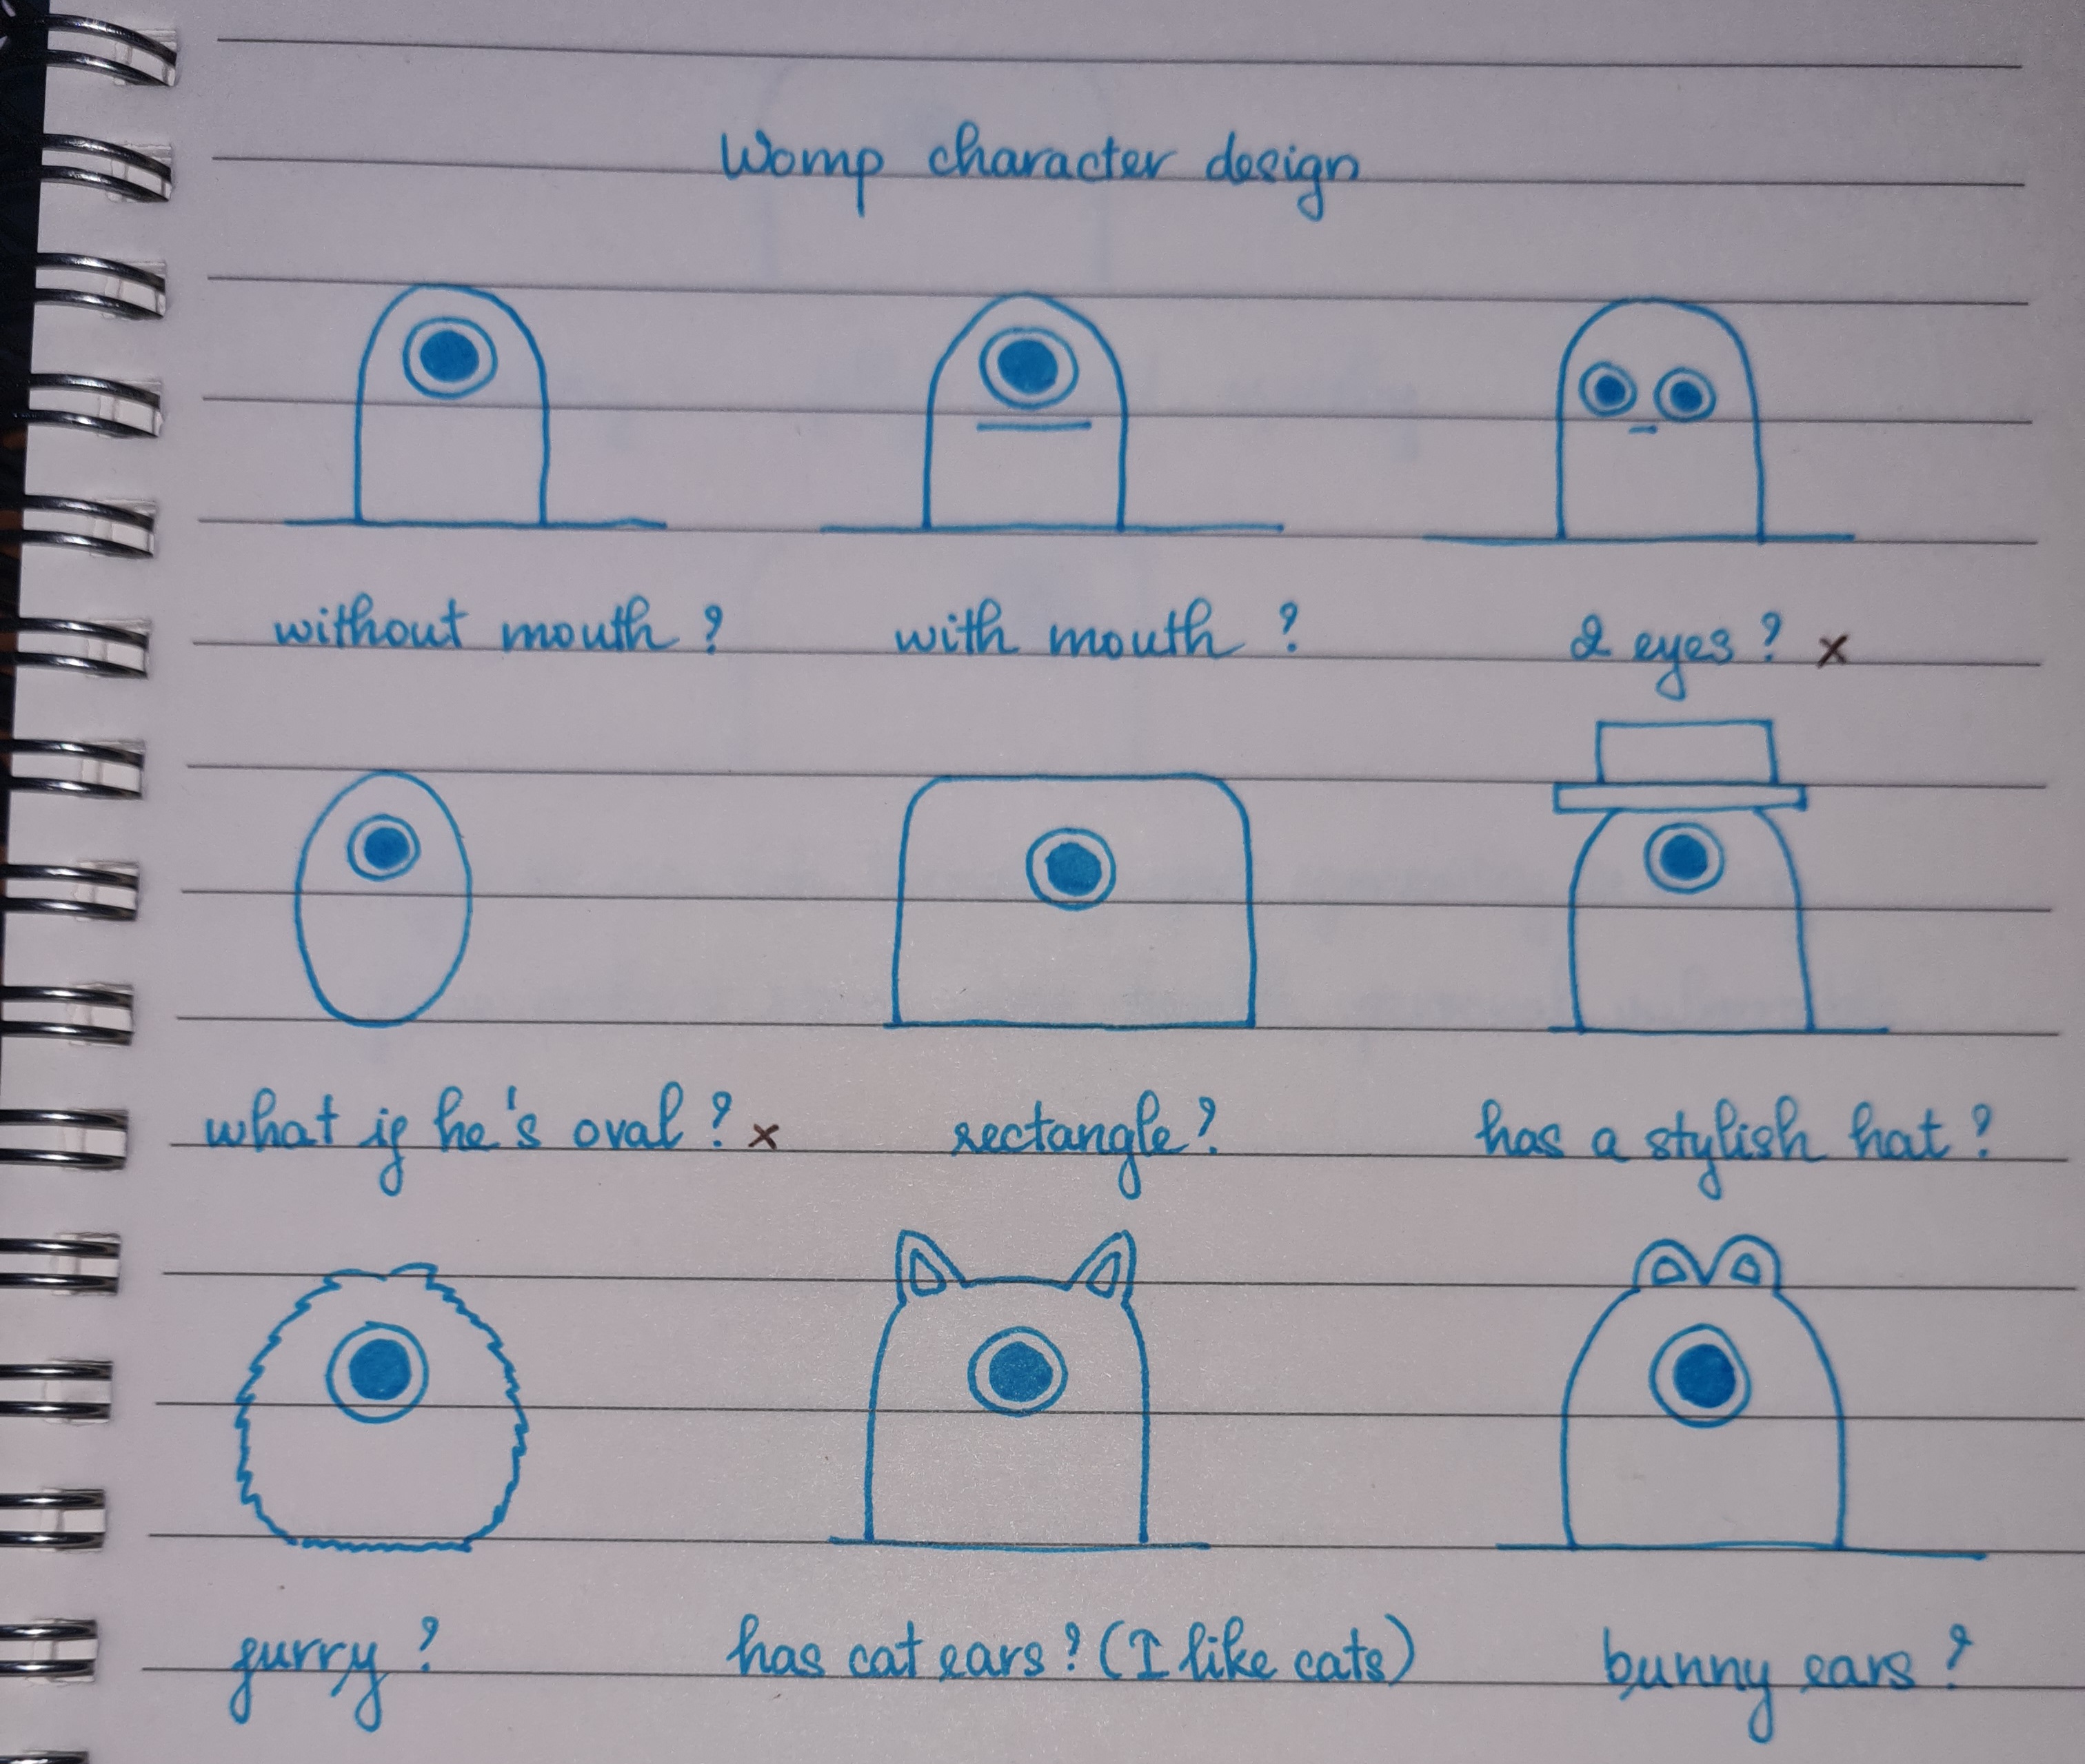 Womp character design
without mouth ? with mouth ? 2 eyes ? x
what if he's oval ? x rectangle ? has a stylish hat ?
furry ? has cat ears ? (I like cats) bunny ears ?